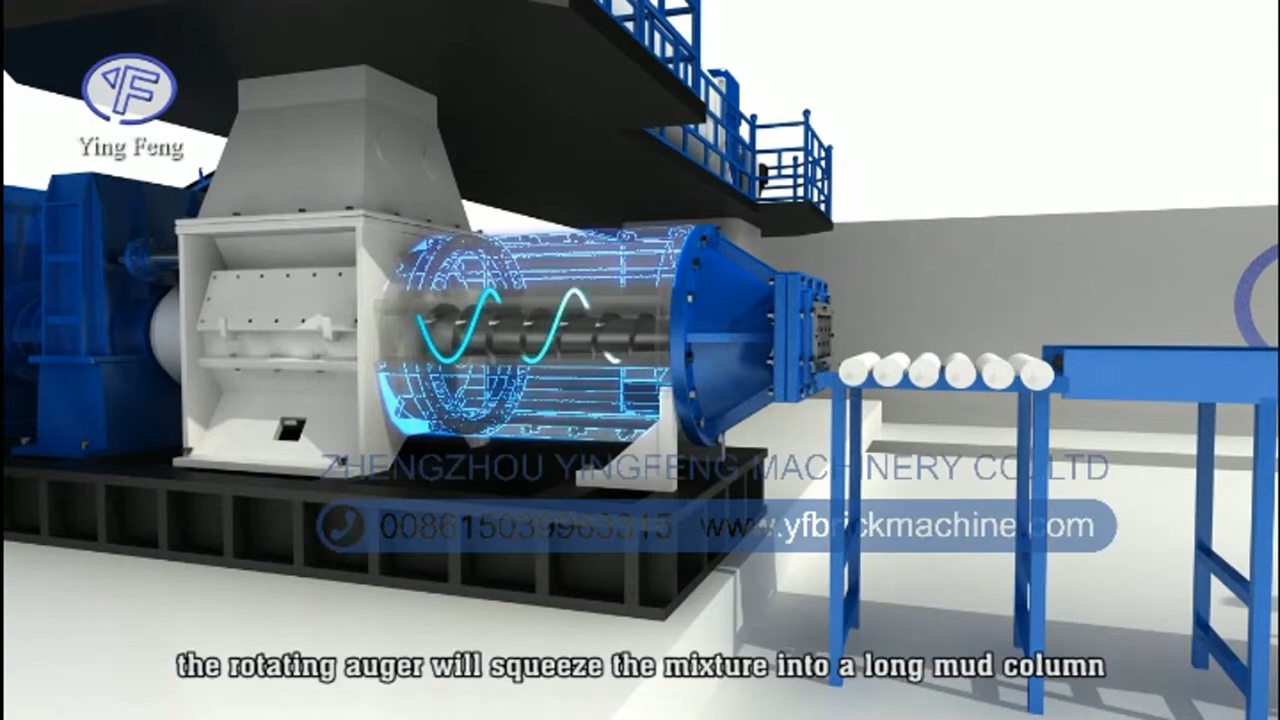 Ying Feng
ZHENGZHOU YINGFENG MACHINERY CO., LTD
008615039963315 www.yfbrickmachine.com
the rotating auger will squeeze the mixture into a long mud column